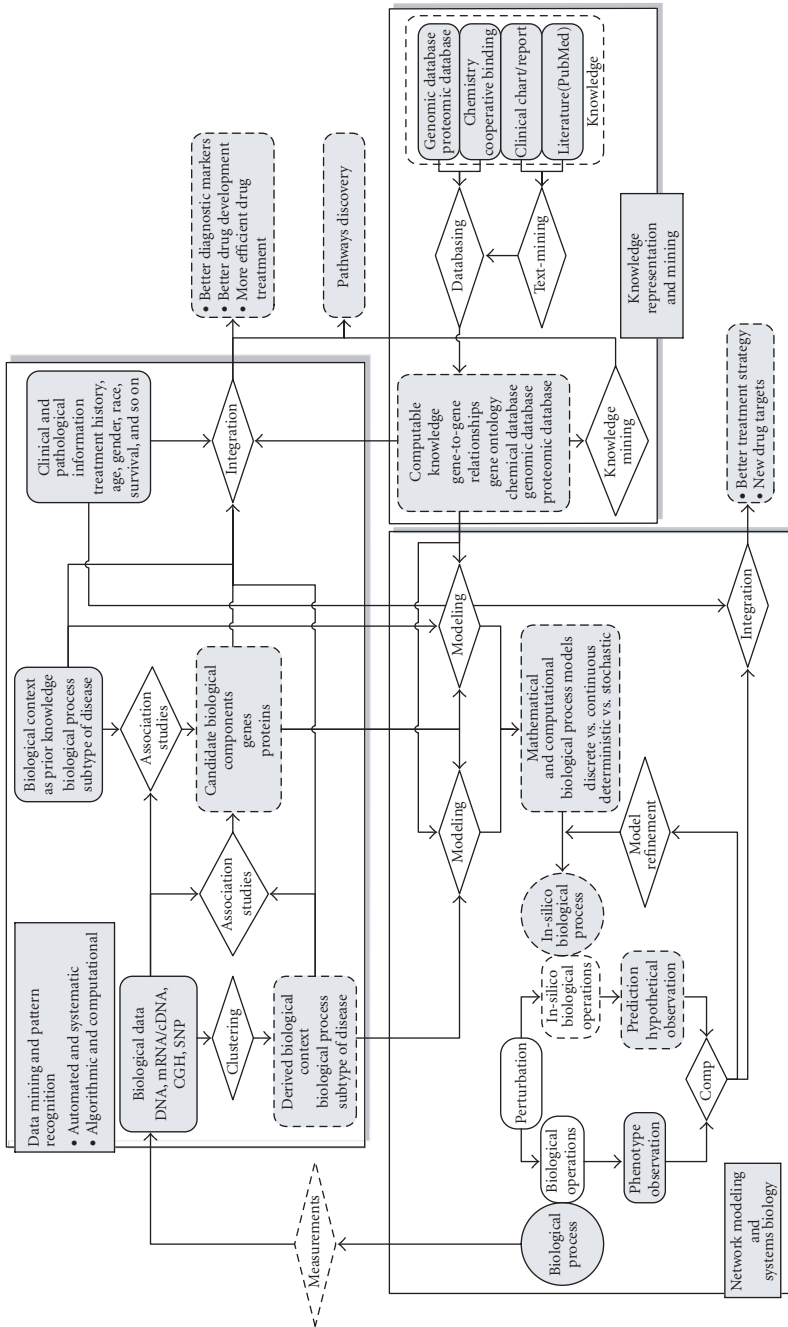 Data mining and pattern
recognition
• Automated and systematic
• Algorithmic and computational
Biological data
DNA, mRNA/cDNA,
CGH, SNP
Clustering
Derived biological
context
biological process
subtype of disease
Association
studies
Biological context
as prior knowledge
biological process
subtype of disease
Association
studies
Candidate biological
components
genes
proteins
Clinical and
pathological
information
treatment history,
age, gender, race,
survival, and so on
Integration
• Better diagnostic markers
• Better drug development
• More efficient drug
treatment
Pathways discovery
Measurements
Biological
process
Biological
operations
Perturbation
In-silico
biological
operations
In-silico
biological
process
Phenotype
observation
Prediction
hypothetical
observation
Comp
Model
refinement
Modeling
Modeling
Mathematical
and computational
biological process models
discrete vs. continuous
deterministic vs. stochastic
Integration
• Better treatment strategy
• New drug targets
Network modeling
and
systems biology
Computable
knowledge
gene-to-gene
relationships
gene ontology
chemical database
genomic database
proteomic database
Knowledge
mining
Databasing
Text-mining
Genomic database
proteomic database
Chemistry
cooperative binding
Clinical chart/report
Literature(PubMed)
Knowledge
Knowledge
representation
and mining